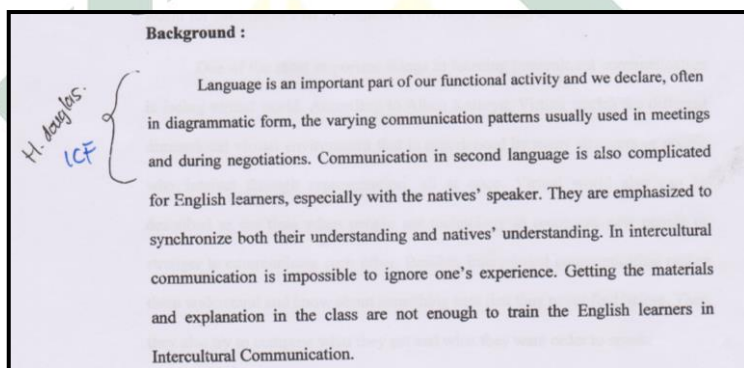 Background :
H. douglas.
ICF
Language is an important part of our functional activity and we declare, often
in diagrammatic form, the varying communication patterns usually used in meetings
and during negotiations. Communication in second language is also complicated
for English learners, especially with the natives' speaker. They are emphasized to
synchronize both their understanding and natives' understanding. In intercultural
communication is impossible to ignore one's experience. Getting the materials
and explanation in the class are not enough to train the English learners in
Intercultural Communication.